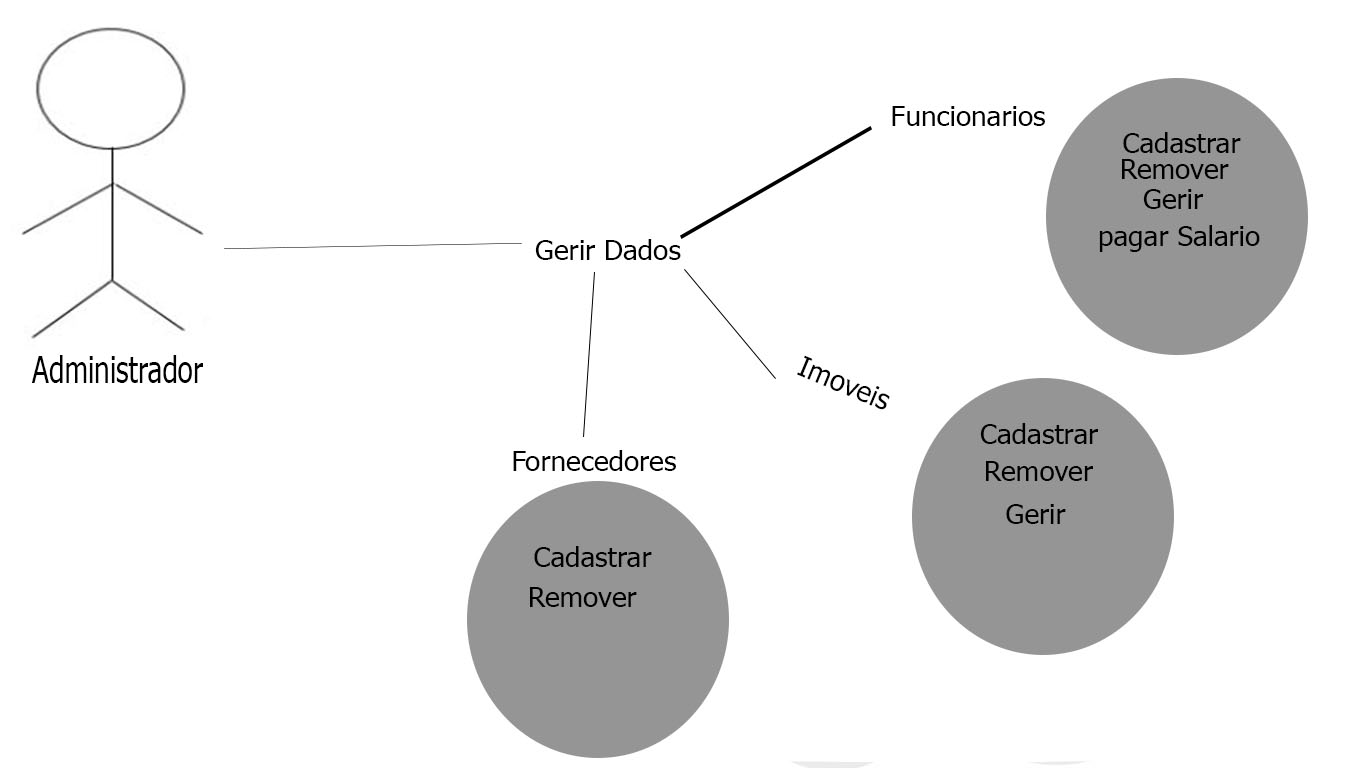 Funcionarios
Cadastrar
Remover
Gerir
pagar Salario
Gerir Dados
Administrador
Imoveis
Cadastrar
Remover
Gerir
Fornecedores
Cadastrar
Remover